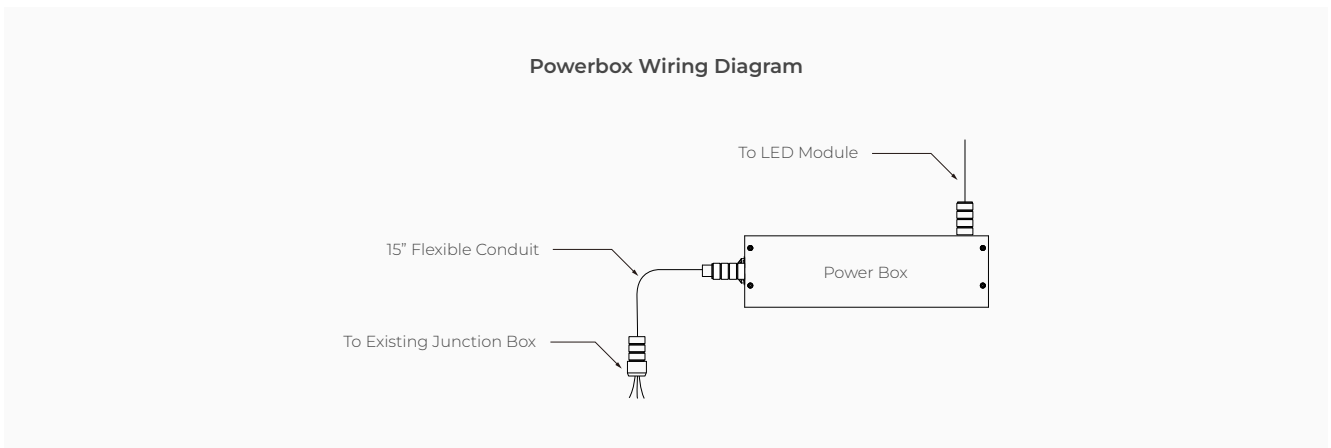 Powerbox Wiring Diagram
To LED Module
15” Flexible Conduit
Power Box
To Existing Junction Box